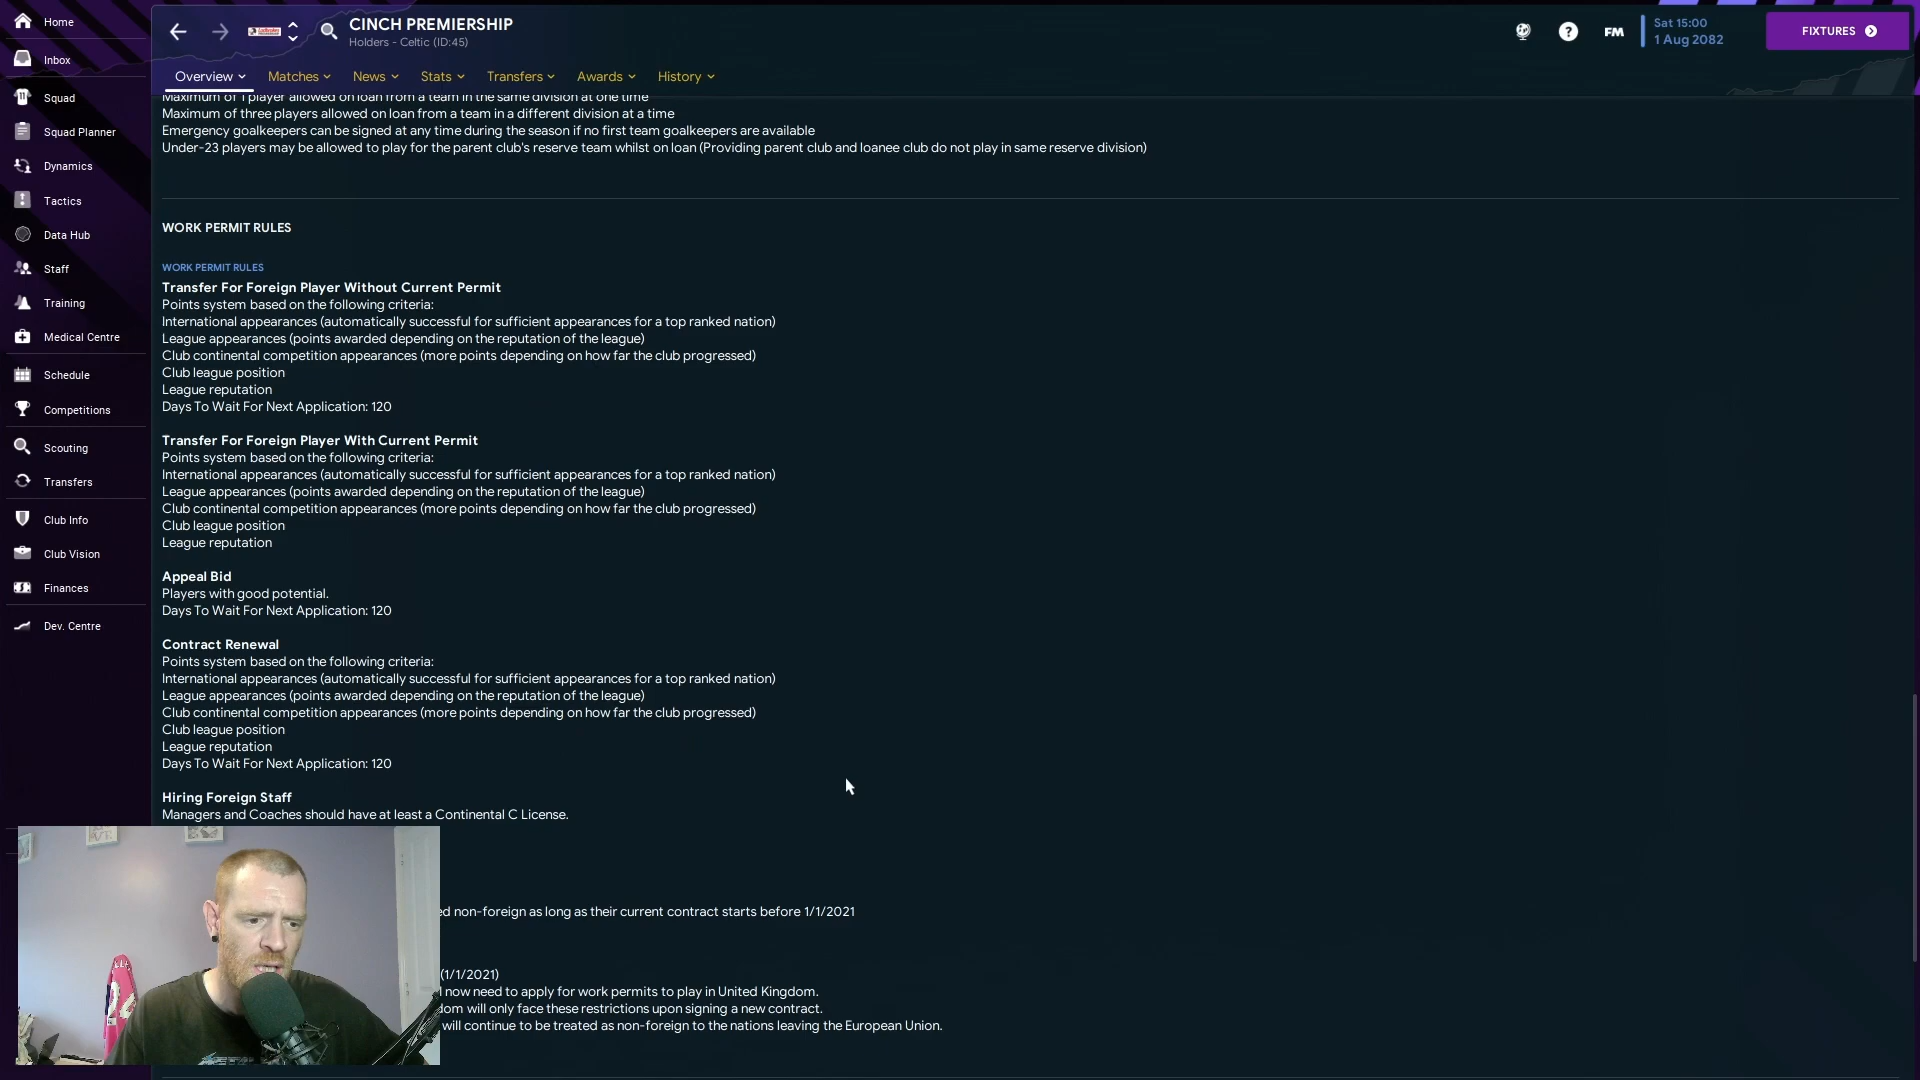 Home
Inbox
Squad
Squad Planner
Dynamics
Tactics
Data Hub
Staff
Training
Medical Centre
Schedule
Competitions
Scouting
Transfers
Club Info
Club Vision
Finances
Dev. Centre
CINCH PREMIERSHIP
Holders - Celtic (ID:45)
FM
Sat 15:00
1 Aug 2082
FIXTURES
Overview
Matches
News
Stats
Transfers
Awards
History
Maximum of 1 player allowed on loan from a team in the same division at one time
Maximum of three players allowed on loan from a team in a different division at a time
Emergency goalkeepers can be signed at any time during the season if no first team goalkeepers are available
Under-23 players may be allowed to play for the parent club's reserve team whilst on loan (Providing parent club and loanee club do not play in same reserve division)
WORK PERMIT RULES
WORK PERMIT RULES
Transfer For Foreign Player Without Current Permit
Points system based on the following criteria:
International appearances (automatically successful for sufficient appearances for a top ranked nation)
League appearances (points awarded depending on the reputation of the league)
Club continental competition appearances (more points depending on how far the club progressed)
Club league position
League reputation
Days To Wait For Next Application: 120
Transfer For Foreign Player With Current Permit
Points system based on the following criteria:
International appearances (automatically successful for sufficient appearances for a top ranked nation)
League appearances (points awarded depending on the reputation of the league)
Club continental competition appearances (more points depending on how far the club progressed)
Club league position
League reputation
Appeal Bid
Players with good potential.
Days To Wait For Next Application: 120
Contract Renewal
Points system based on the following criteria:
International appearances (automatically successful for sufficient appearances for a top ranked nation)
League appearances (points awarded depending on the reputation of the league)
Club continental competition appearances (more points depending on how far the club progressed)
Club league position
League reputation
Days To Wait For Next Application: 120
Hiring Foreign Staff
Managers and Coaches should have at least a Continental C License.
non-foreign as long as their current contract starts before 1/1/2021
(1/1/2021)
now need to apply for work permits to play in United Kingdom.
will only face these restrictions upon signing a new contract.
will continue to be treated as non-foreign to the nations leaving the European Union.